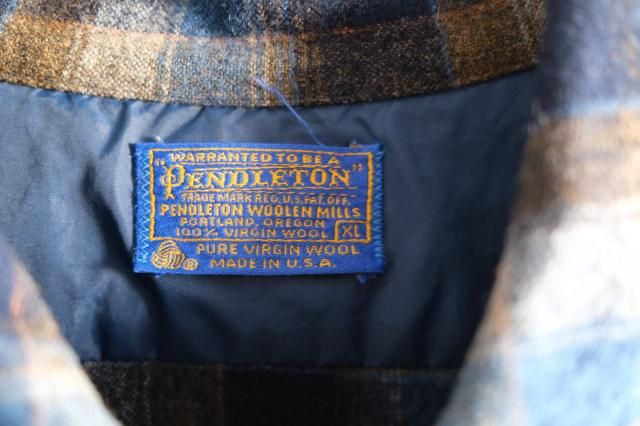 WARRANTED TO BE A
"PENDLETON"
TRADE MARK REG. U.S. PAT. OFF.
PENDLETON WOOLEN MILLS
PORTLAND, OREGON
100% VIRGIN WOOL XL
PURE VIRGIN WOOL
® MADE IN U.S.A.